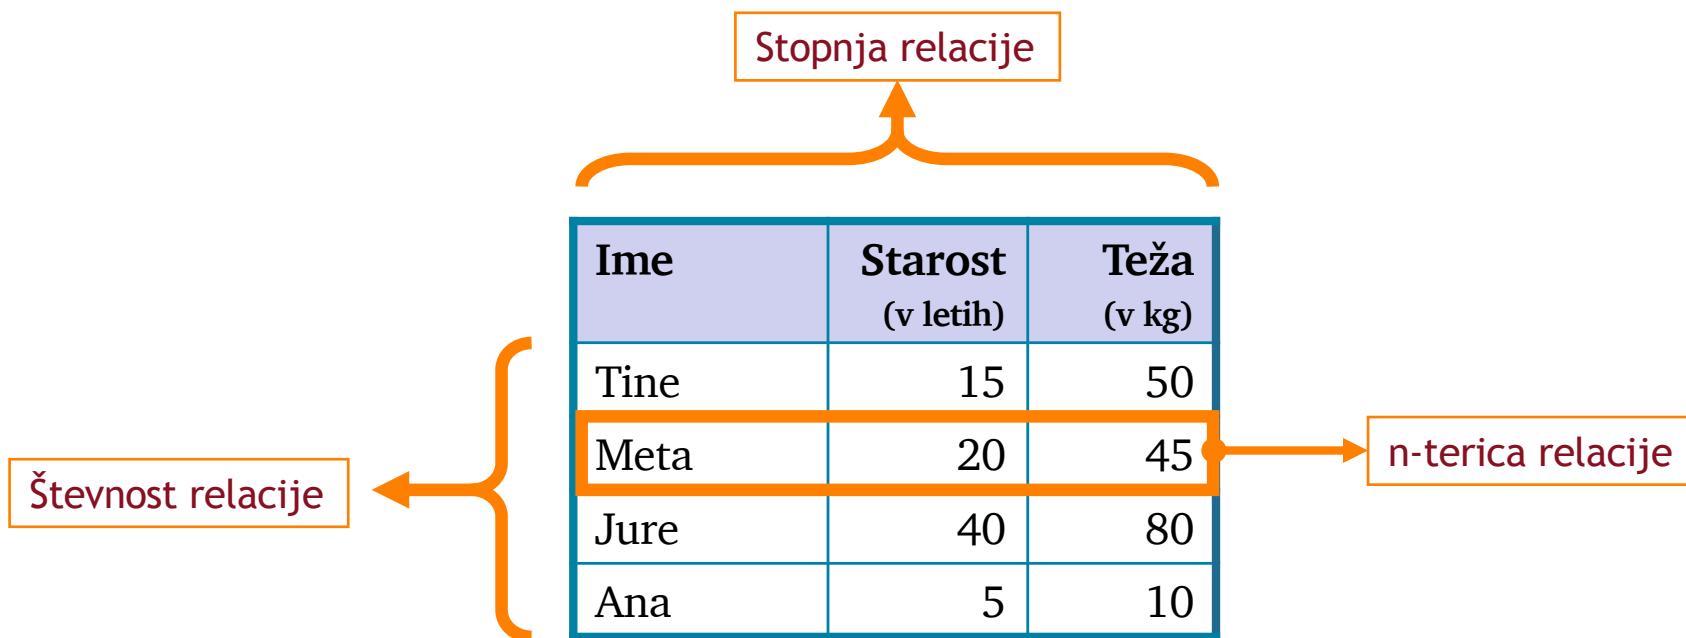 Stopnja relacije
Ime Starost Teža
(v letih) (v kg)
Tine 15 50
Meta 20 45
n-terica relacije
Števnost relacije
Jure 40 80
Ana 5 10